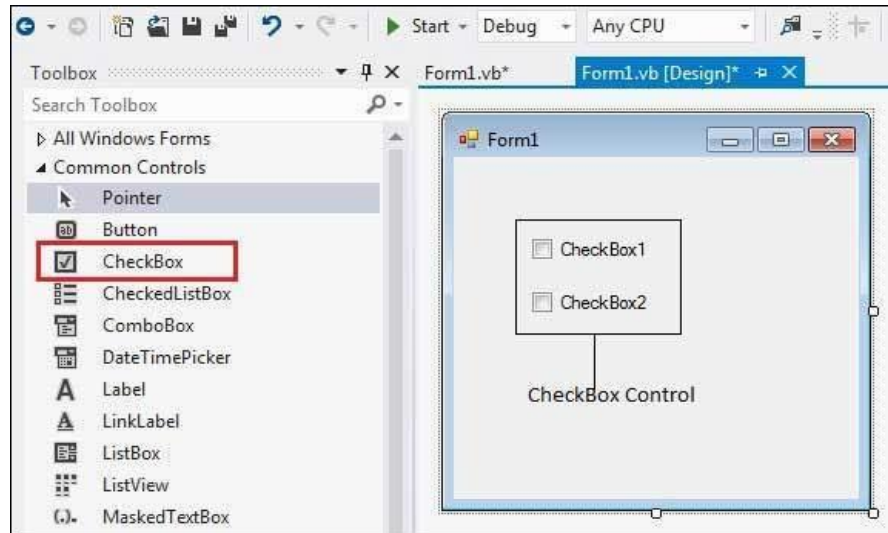 Start Debug Any CPU
Toolbox
Form1.vb* Form1.vb [Design]*
Search Toolbox
All Windows Forms
Common Controls
Pointer
Button
CheckBox
CheckedListBox
ComboBox
DateTimePicker
Label
LinkLabel
ListBox
ListView
MaskedTextBox
Form1
CheckBox1
CheckBox2
CheckBox Control